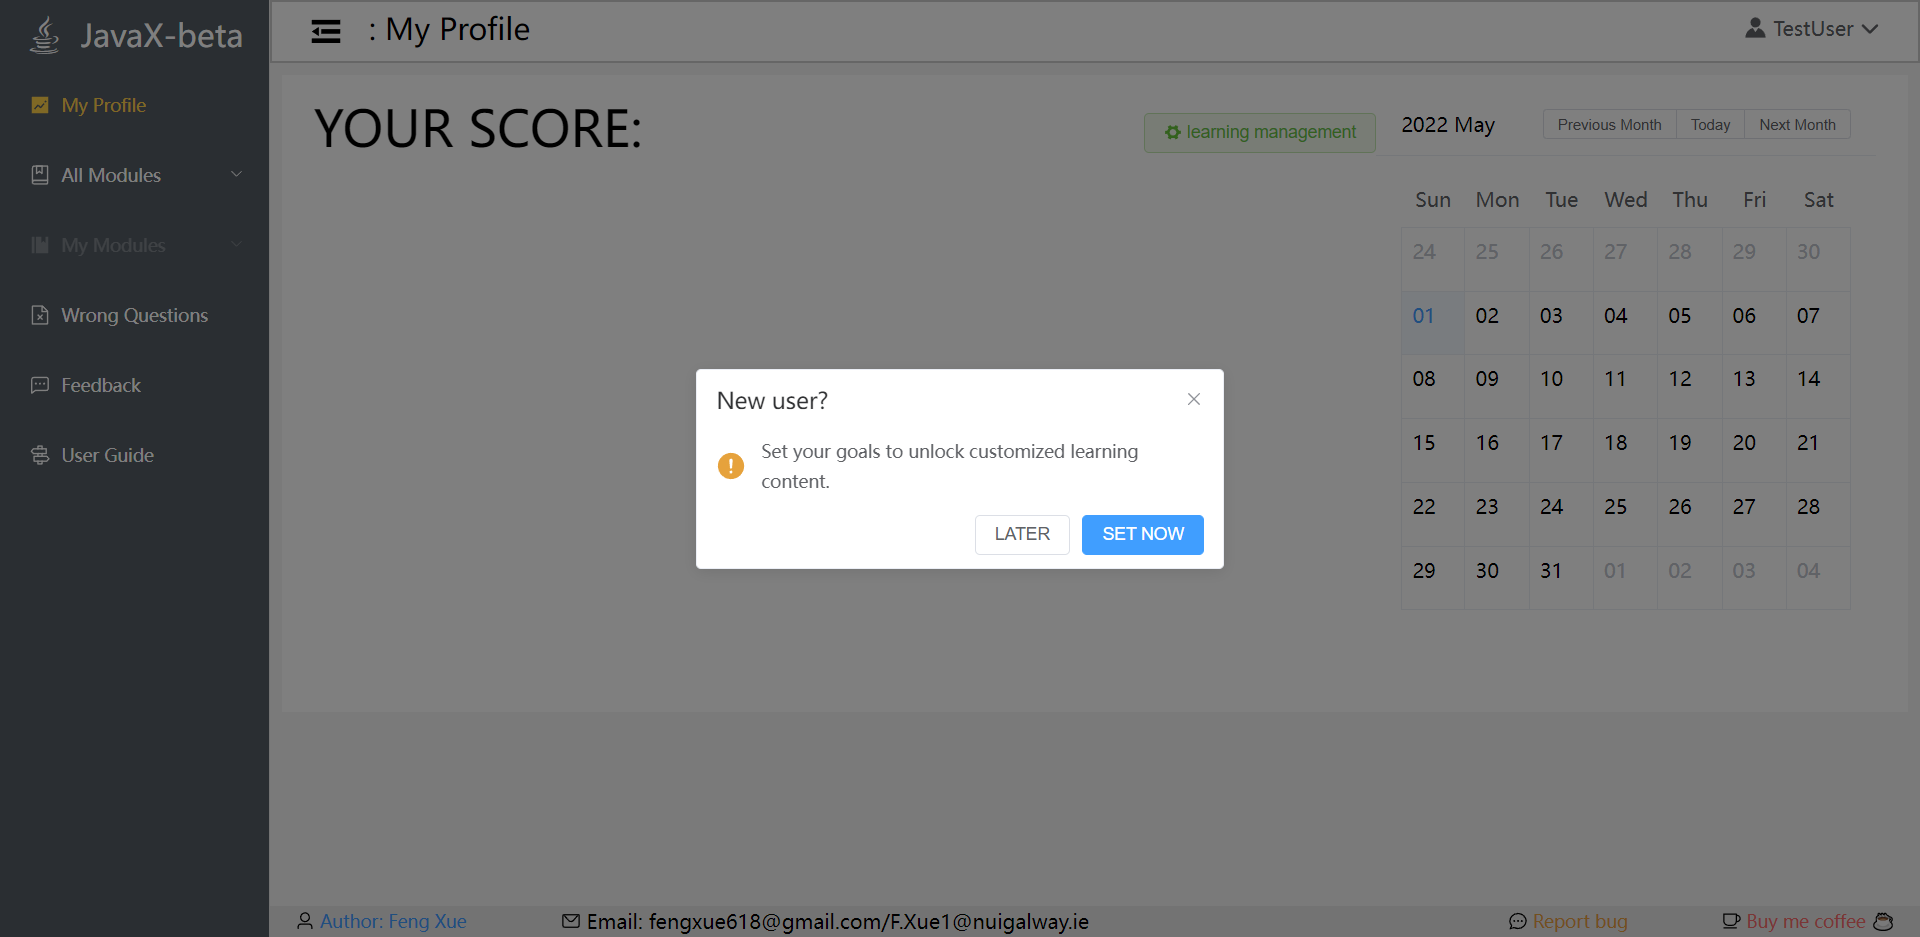 JavaX-beta
My Profile
All Modules
My Modules
Wrong Questions
Feedback
User Guide
: My Profile
TestUser
YOUR SCORE:
learning management
2022 May
Previous Month Today Next Month
Sun Mon Tue Wed Thu Fri Sat
24 25 26 27 28 29 30
01 02 03 04 05 06 07
08 09 10 11 12 13 14
15 16 17 18 19 20 21
22 23 24 25 26 27 28
29 30 31 01 02 03 04
New user?
Set your goals to unlock customized learning
content.
LATER SET NOW
Author: Feng Xue Email: fengxue618@gmail.com/F.Xue1@nuigalway.ie Report bug Buy me coffee